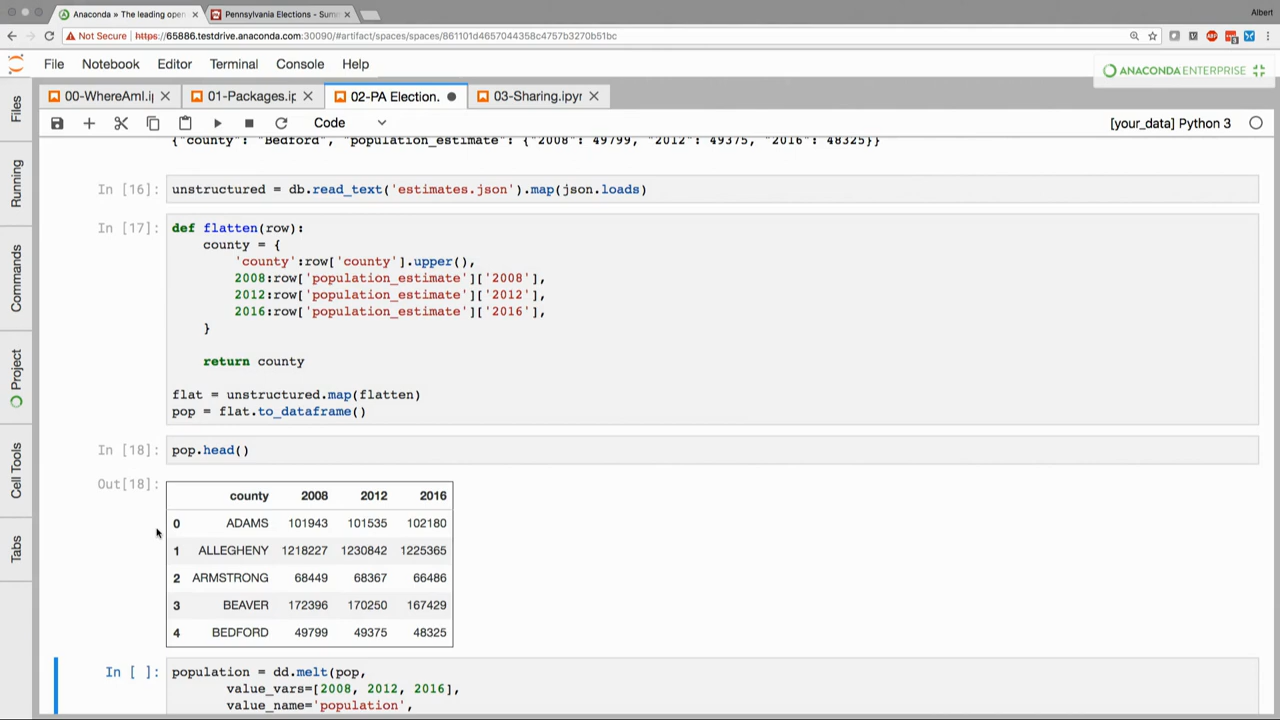 Anaconda » The leading open
Pennsylvania Elections - Sum
Albert
Not Secure | https://65886.testdrive.anaconda.com:30090/#artifact/spaces/spaces/861101d4657044358c4757b3270b51bc
File Notebook Editor Terminal Console Help
ANACONDA ENTERPRISE
00-WhereAmI.i
01-Packages.ip
02-PA Election.
03-Sharing.ipyr
Code
[your_data] Python 3
Files
Running
Commands
Project
Cell Tools
Tabs
{"county": "Bedford", "population_estimate": {"2008": 49799, "2012": 49375, "2016": 48325}}
In [16]: unstructured = db.read_text('estimates.json').map(json.loads)
In [17]: def flatten(row):
county = {
'county':row['county'].upper(),
2008:row['population_estimate']['2008'],
2012:row['population_estimate']['2012'],
2016:row['population_estimate']['2016'],
}
return county
flat = unstructured.map(flatten)
pop = flat.to_dataframe()
In [18]: pop.head()
Out[18]:
county 2008 2012 2016
0 ADAMS 101943 101535 102180
1 ALLEGHENY 1218227 1230842 1225365
2 ARMSTRONG 68449 68367 66486
3 BEAVER 172396 170250 167429
4 BEDFORD 49799 49375 48325
In [ ]: population = dd.melt(pop,
value_vars=[2008, 2012, 2016],
value_name='population',